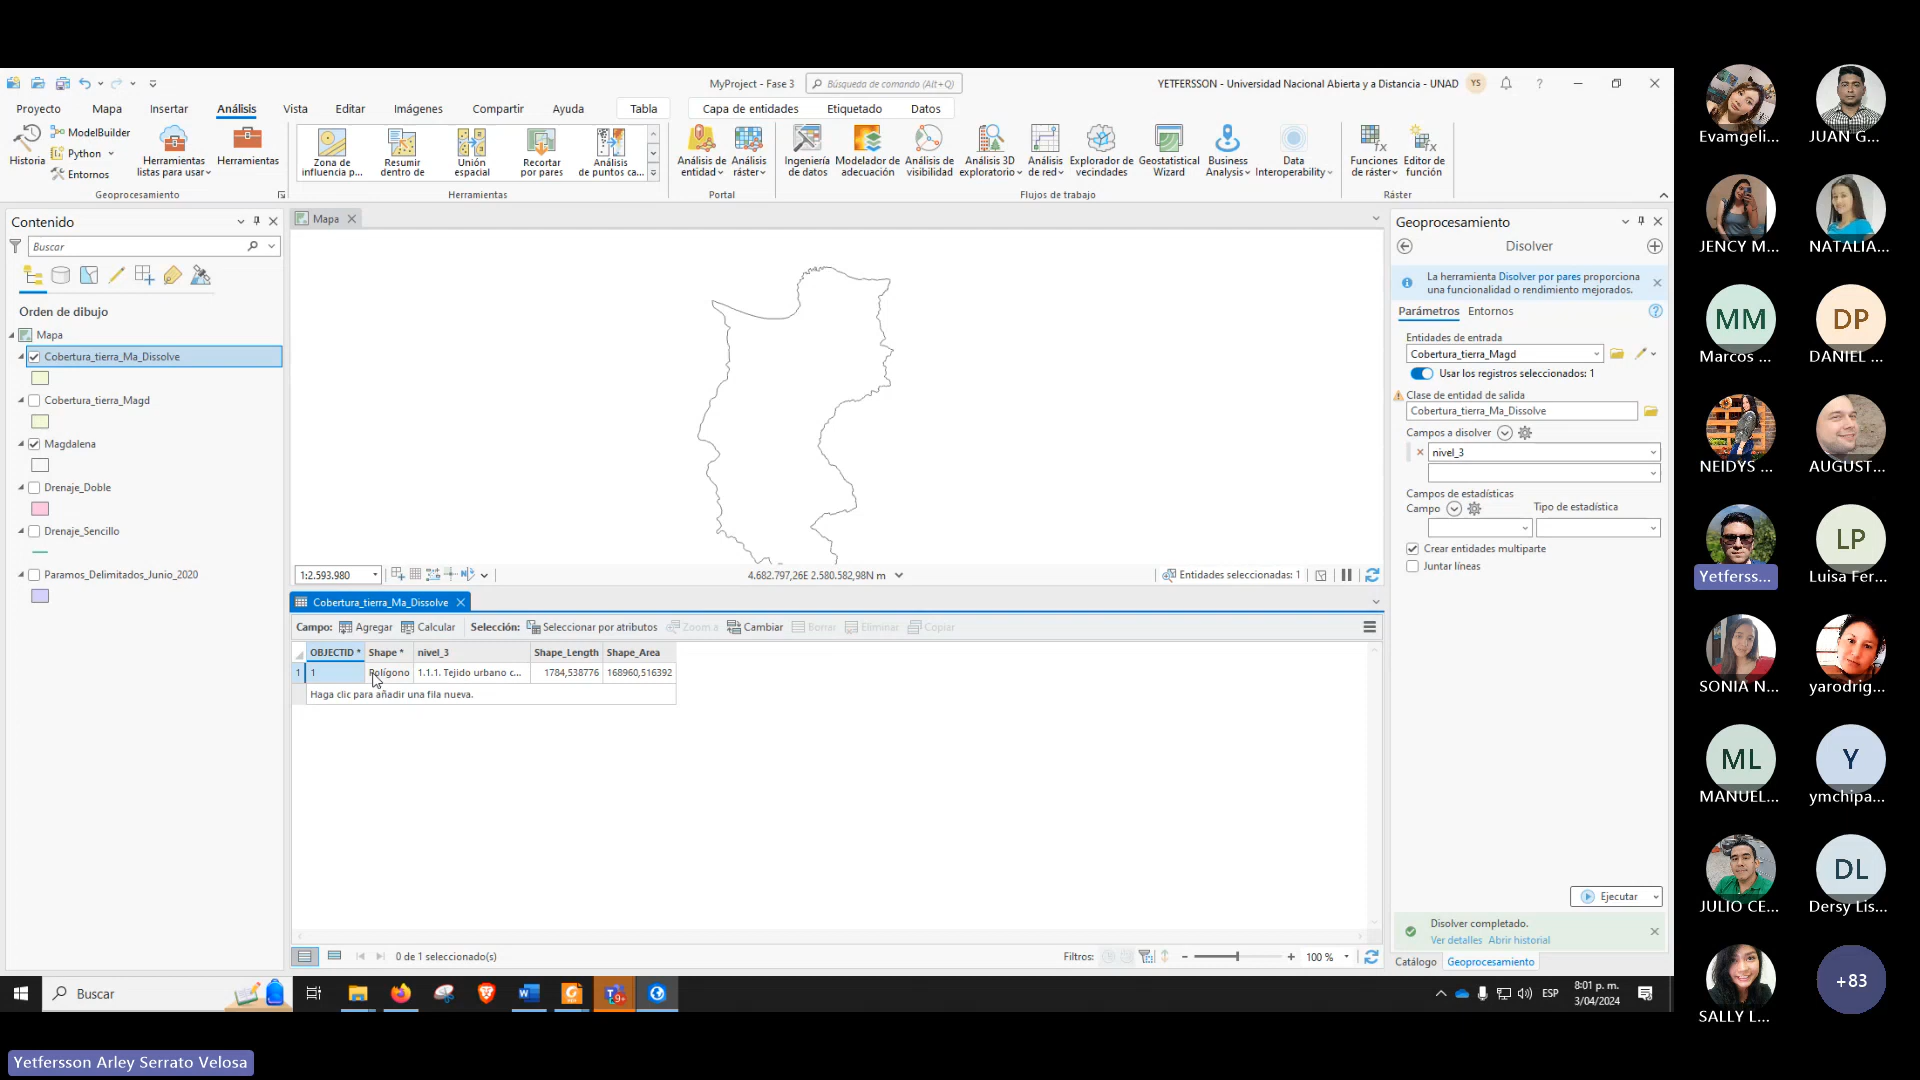 MyProject - Fase 3
Búsqueda de comando (Alt+Q)
YETFERSSON - Universidad Nacional Abierta y a Distancia - UNAD
YS
?
Proyecto
Mapa
Insertar
Análisis
Vista
Editar
Imágenes
Compartir
Ayuda
Tabla
Capa de entidades
Etiquetado
Datos
Historia
ModelBuilder
Python
Entornos
Herramientas listas para usar
Herramientas
Geoprocesamiento
Zona de influencia p...
Resumir dentro de
Unión espacial
Recortar por pares
Análisis de puntos ca...
Herramientas
Análisis de entidad
Análisis ráster
Portal
Ingeniería de datos
Modelador de adecuación
Análisis de visibilidad
Análisis 3D exploratorio
Análisis de red
Explorador de vecindades
Geostatistical Wizard
Business Analysis
Data Interoperability
Flujos de trabajo
Funciones de ráster
Editor de función
Ráster
Contenido
Buscar
Orden de dibujo
Mapa
Cobertura_tierra_Ma_Dissolve
Cobertura_tierra_Magd
Magdalena
Drenaje_Doble
Drenaje_Sencillo
Paramos_Delimitados_Junio_2020
Mapa
1:2.593.980
4.682.797,26E 2.580.582,98N m
Entidades seleccionadas: 1
Cobertura_tierra_Ma_Dissolve
Campo:
Agregar
Calcular
Selección:
Seleccionar por atributos
Zoom a
Cambiar
Borrar
Eliminar
Copiar
OBJECTID *
Shape *
nivel_3
Shape_Length
Shape_Area
1
1
Polígono
1.1.1. Tejido urbano c...
1784,538776
168960,516392
Haga clic para añadir una fila nueva.
0 de 1 seleccionado(s)
Filtros:
100 %
Geoprocesamiento
Disolver
La herramienta Disolver por pares proporciona
una funcionalidad o rendimiento mejorados.
Parámetros
Entornos
Entidades de entrada
Cobertura_tierra_Magd
Usar los registros seleccionados: 1
Clase de entidad de salida
Cobertura_tierra_Ma_Dissolve
Campos a disolver
nivel_3
Campos de estadísticas
Campo
Tipo de estadística
Crear entidades multiparte
Juntar líneas
Ejecutar
Disolver completado.
Ver detalles
Abrir historial
Catálogo
Geoprocesamiento
Buscar
9+
ESP
8:01 p. m.
3/04/2024
Evamgeli...
JUAN G...
JENCY M...
NATALIA...
MM
Marcos ...
DP
DANIEL ...
NEIDYS ...
AUGUST...
Yetferss...
LP
Luisa Fer...
SONIA N...
yarodrig...
ML
MANUEL...
Y
ymchipa...
JULIO CE...
DL
Dersy Lis...
SALLY L...
+83
Yetfersson Arley Serrato Velosa